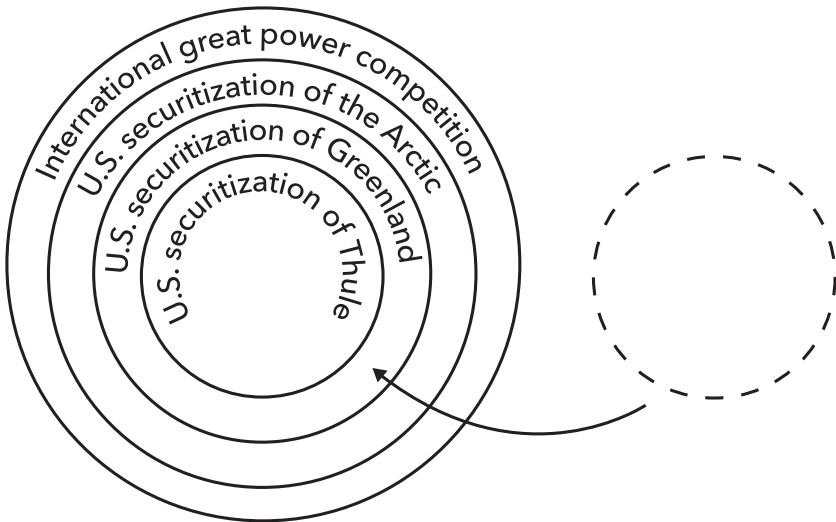 International great power competition
U.S. securitization of the Arctic
U.S. securitization of Greenland
U.S. securitization of Thule